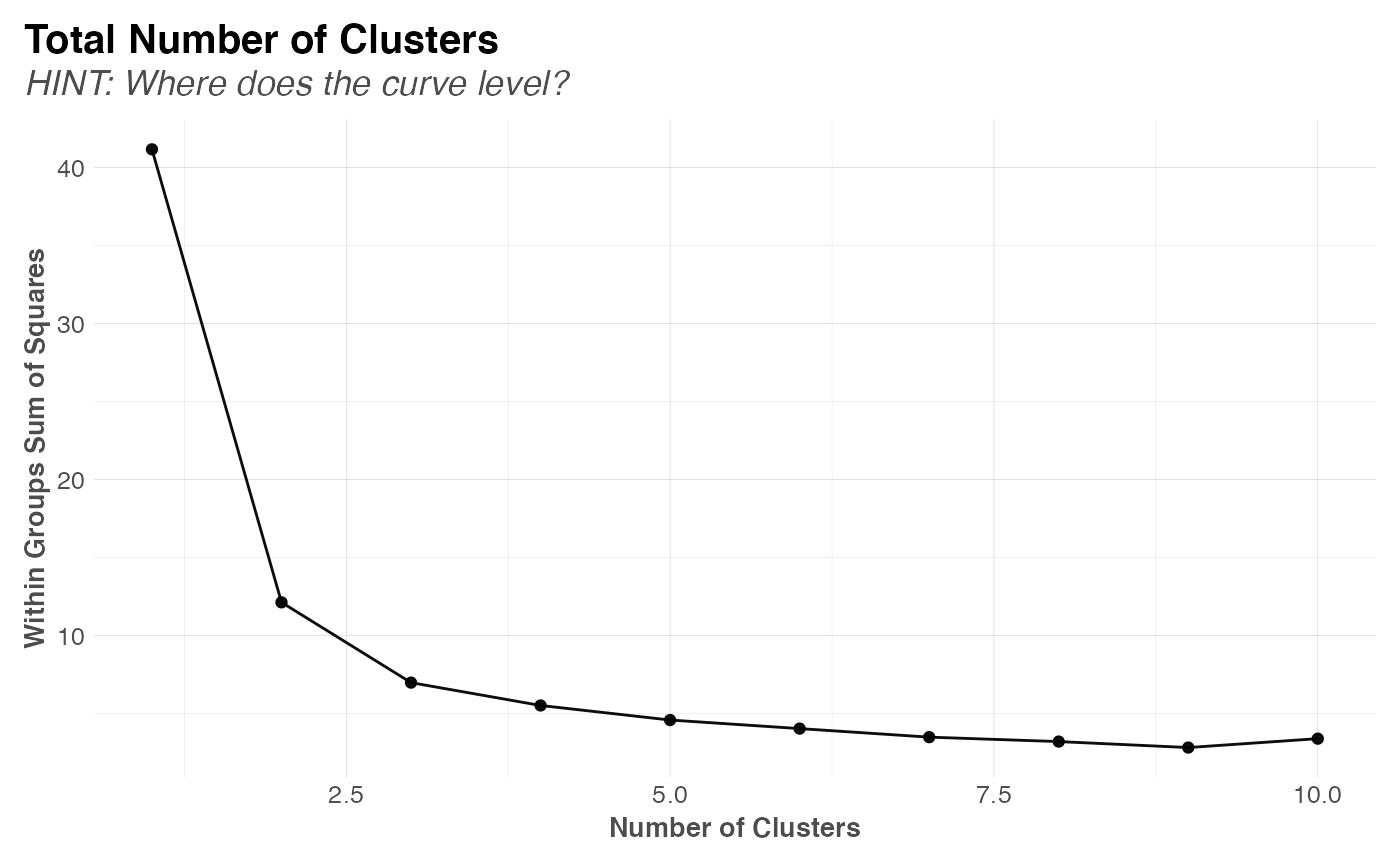 Total Number of Clusters
HINT: Where does the curve level?
Within Groups Sum of Squares
40
30
20
10
2.5
5.0
7.5
10.0
Number of Clusters